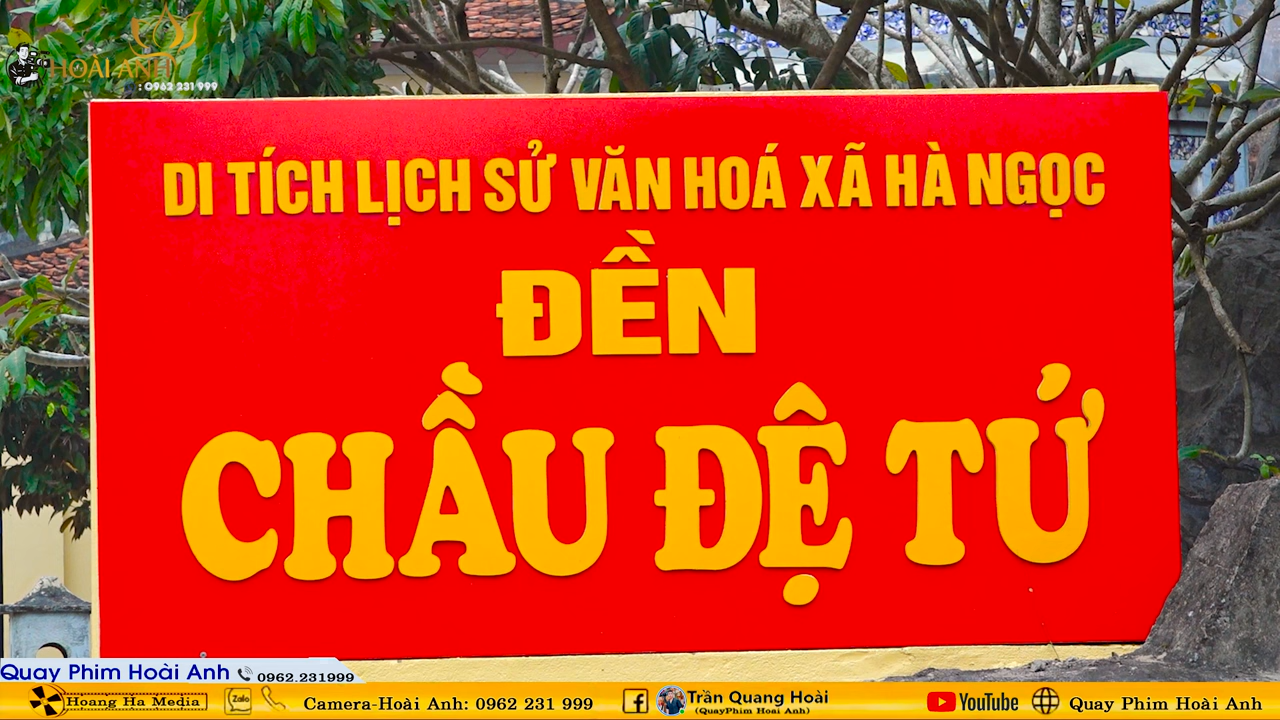 HOÀI ANH
: 0962 231 999
DI TÍCH LỊCH SỬ VĂN HOÁ XÃ HÀ NGỌC
ĐỀN
CHẦU ĐỆ TỨ
Quay Phim Hoài Anh 0962.231999
Hoang Ha Media Zalo Camera-Hoài Anh: 0962 231 999 Trần Quang Hoài YouTube Quay Phim Hoài Anh
(QuayPhim Hoài Anh)